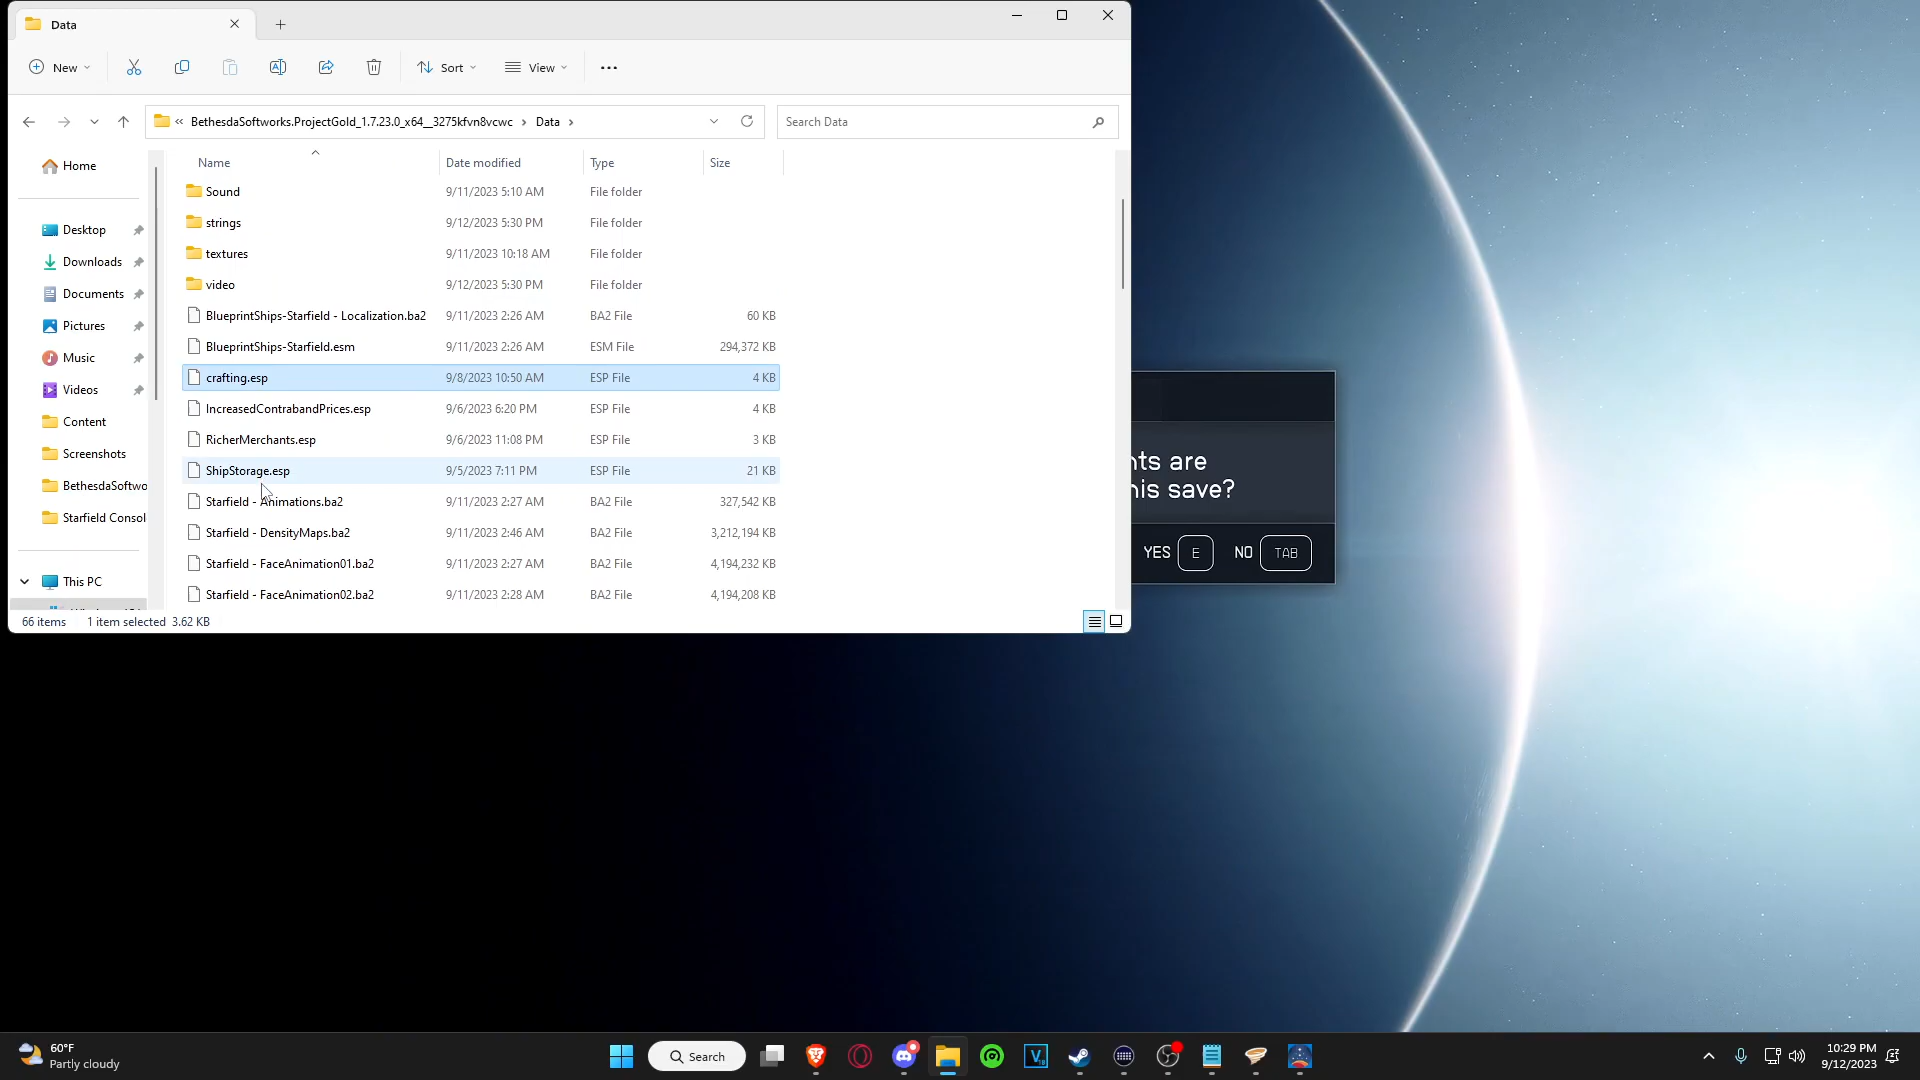 Data
New
Sort
View
BethesdaSoftworks.ProjectGold_1.7.23.0_x64__3275kfvn8vcwc
Data
Search Data
Name
Date modified
Type
Size
Home
Desktop
Downloads
Documents
Pictures
Music
Videos
Content
Screenshots
BethesdaSoftwo
Starfield Consol
This PC
Sound 9/11/2023 5:10 AM File folder
strings 9/12/2023 5:30 PM File folder
textures 9/11/2023 10:18 AM File folder
video 9/12/2023 5:30 PM File folder
BlueprintShips-Starfield - Localization.ba2 9/11/2023 2:26 AM BA2 File 60 KB
BlueprintShips-Starfield.esm 9/11/2023 2:26 AM ESM File 294,372 KB
crafting.esp 9/8/2023 10:50 AM ESP File 4 KB
IncreasedContrabandPrices.esp 9/6/2023 6:20 PM ESP File 4 KB
RicherMerchants.esp 9/6/2023 11:08 PM ESP File 3 KB
ShipStorage.esp 9/5/2023 7:11 PM ESP File 21 KB
Starfield - Animations.ba2 9/11/2023 2:27 AM BA2 File 327,542 KB
Starfield - DensityMaps.ba2 9/11/2023 2:46 AM BA2 File 3,212,194 KB
Starfield - FaceAnimation01.ba2 9/11/2023 2:27 AM BA2 File 4,194,232 KB
Starfield - FaceAnimation02.ba2 9/11/2023 2:28 AM BA2 File 4,194,208 KB
66 items 1 item selected 3.62 KB
nts are
his save?
YES E NO TAB
60°F
Partly cloudy
Search
10:29 PM
9/12/2023